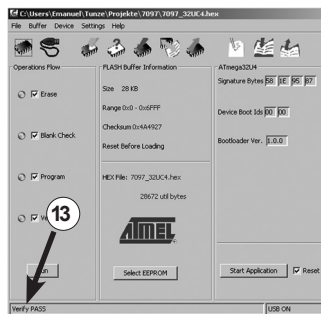 C:\Users\Emanuel\Tunze\Projekte\7097\7097_32UC4.hex
File Buffer Device Settings Help
Operations Flow
Erase
Blank Check
Program
Run
FLASH Buffer Information
Size 28 KB
Range 0x0 - 0x6FFF
Checksum 0x4A4927
Reset Before Loading
HEX File: 7097_32UC4.hex
28672 util bytes
ATMEL
Select EEPROM
ATmega32U4
Signature Bytes 58 1E 95 87
Device Boot Ids 00 00
Bootloader Ver. 1.0.0
Start Application Reset
13
Verify PASS
USB ON